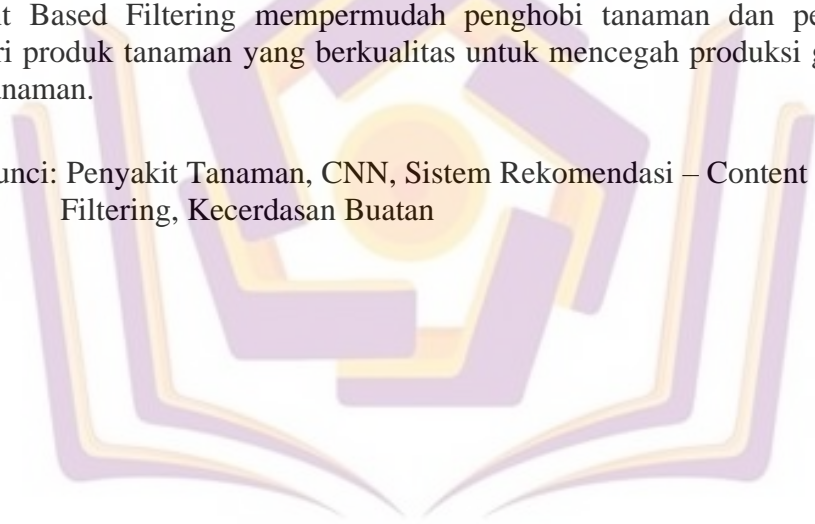 t Based Filtering mempermudah penghobi tanaman dan pe
ri produk tanaman yang berkualitas untuk mencegah produksi g
anaman.
unci: Penyakit Tanaman, CNN, Sistem Rekomendasi – Content
Filtering, Kecerdasan Buatan